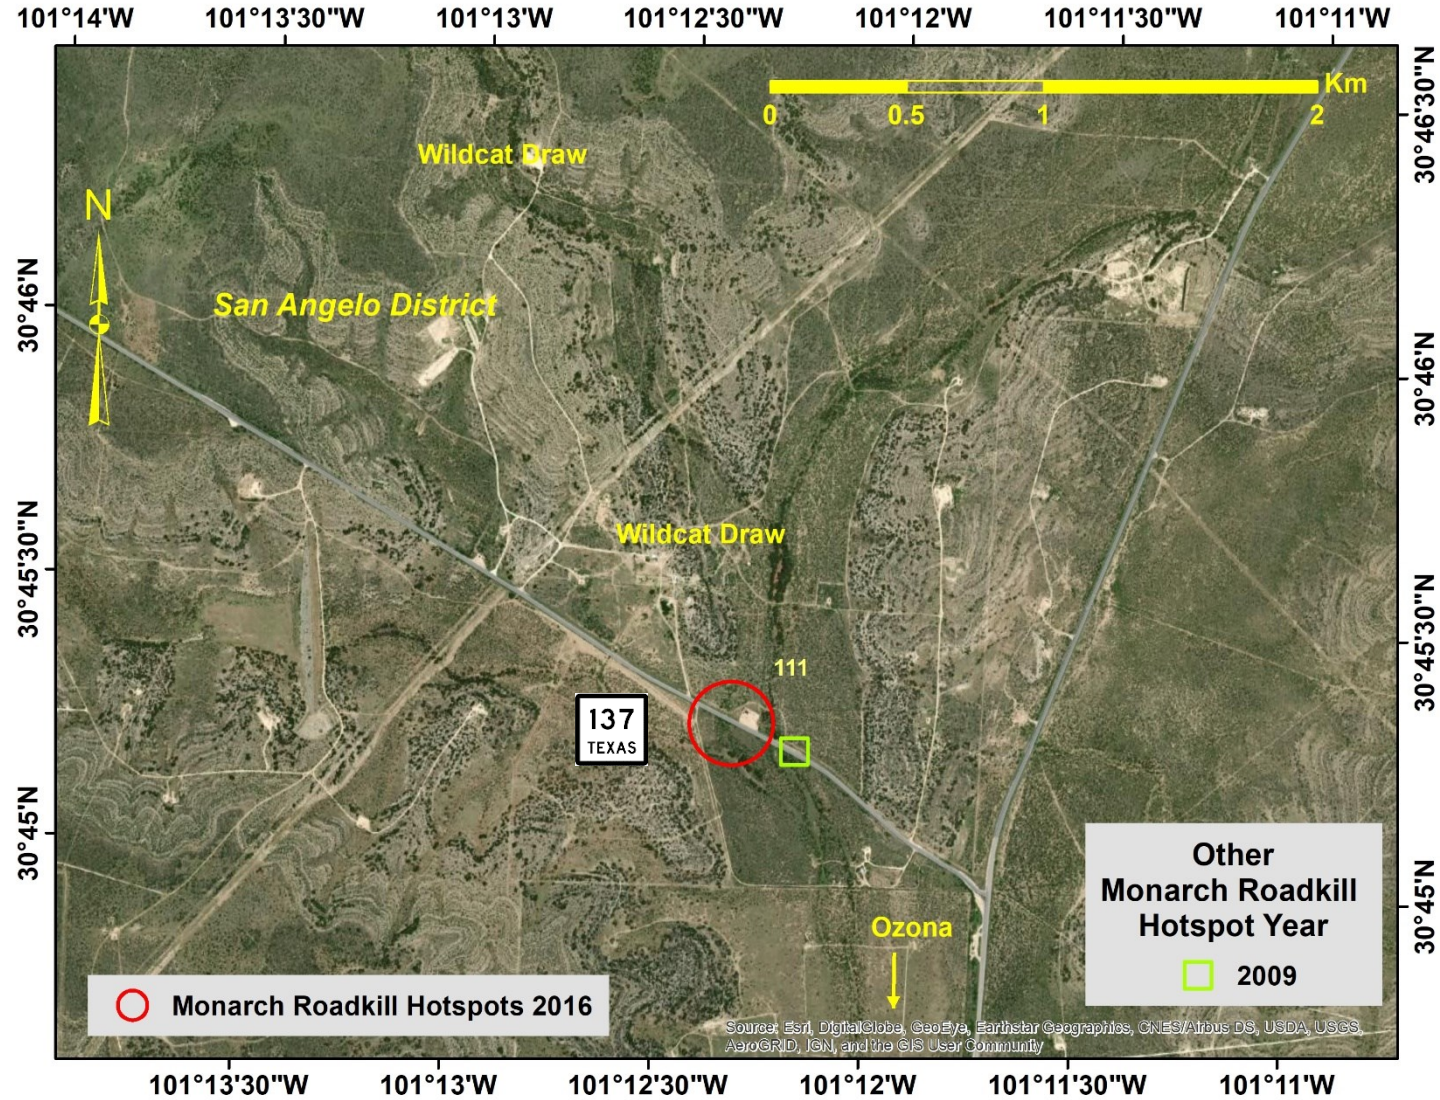 101°14'W 101°13'30"W 101°13'W 101°12'30"W 101°12'W 101°11'30"W 101°11'W
Km
0 0.5 1 2
30°46'30"N
Wildcat Draw
N
30°46'N
San Angelo District
30°46'N
Wildcat Draw
30°45'30"N
30°45'30"N
111
137
TEXAS
30°45'N
Other
Monarch Roadkill
Hotspot Year
2009
30°45'N
Ozona
Monarch Roadkill Hotspots 2016
Source: Esri, DigitalGlobe, GeoEye, Earthstar Geographics, CNES/Airbus DS, USDA, USGS,
AeroGRID, IGN, and the GIS User Community
101°13'30"W 101°13'W 101°12'30"W 101°12'W 101°11'30"W 101°11'W